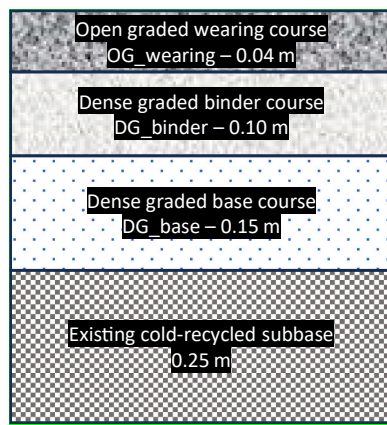 Open graded wearing course
OG_wearing – 0.04 m
Dense graded binder course
DG_binder – 0.10 m
Dense graded base course
DG_base – 0.15 m
Existing cold-recycled subbase
0.25 m